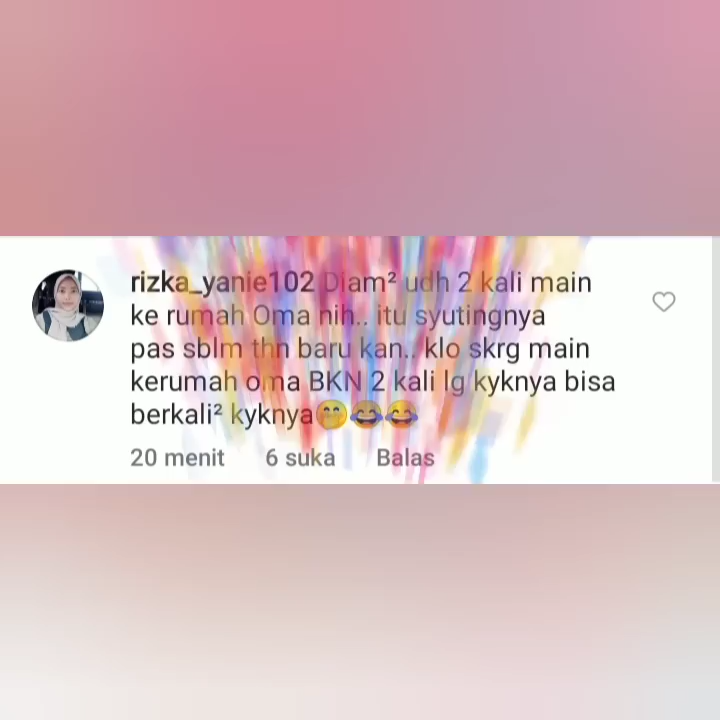 rizka_yanie102 Diam² udh 2 kali main
ke rumah Oma nih.. itu syutingnya
pas sblm thn baru kan.. klo skrg main
kerumah oma BKN 2 kali lg kyknya bisa
berkali² kyknya🤭😂😂
20 menit 6 suka Balas